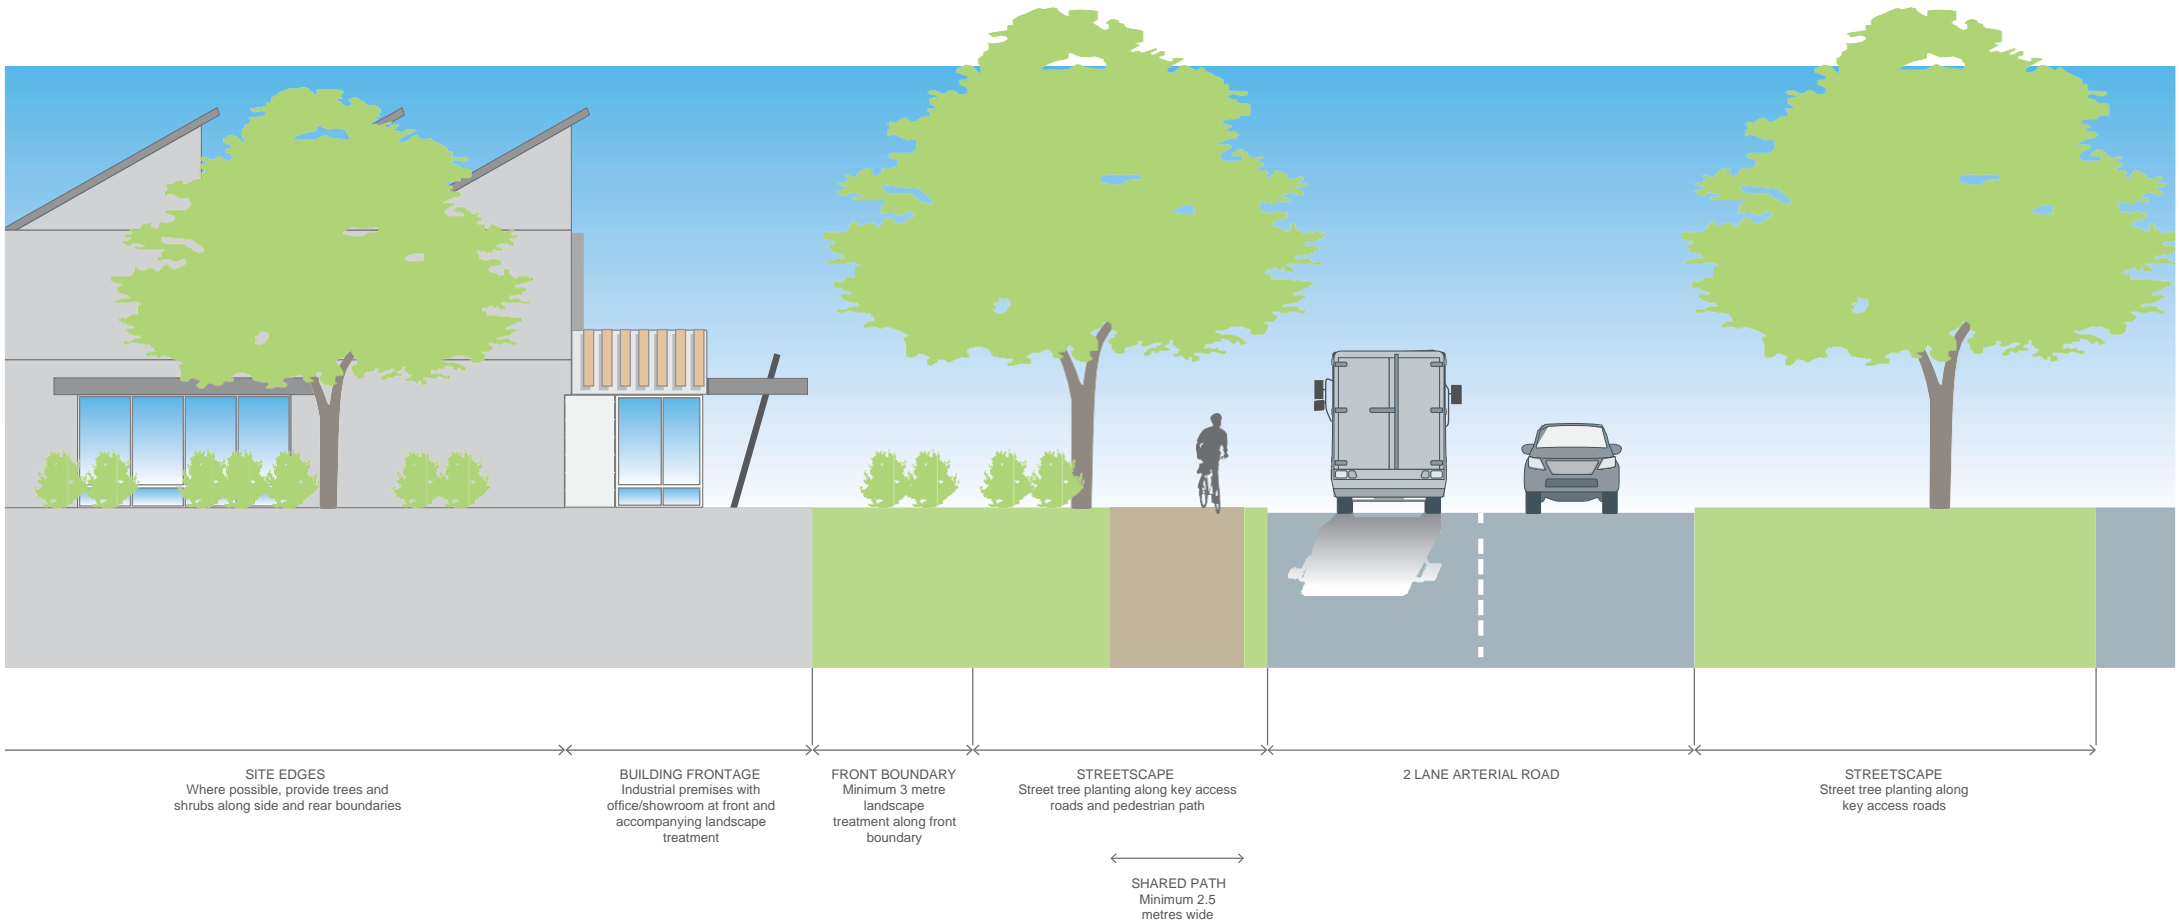 SITE EDGES
Where possible, provide trees and
shrubs along side and rear boundaries
BUILDING FRONTAGE
Industrial premises with
office/showroom at front and
accompanying landscape
treatment
FRONT BOUNDARY
Minimum 3 metre
landscape
treatment along front
boundary
STREETSCAPE
Street tree planting along key access
roads and pedestrian path
SHARED PATH
Minimum 2.5
metres wide
2 LANE ARTERIAL ROAD
STREETSCAPE
Street tree planting along
key access roads